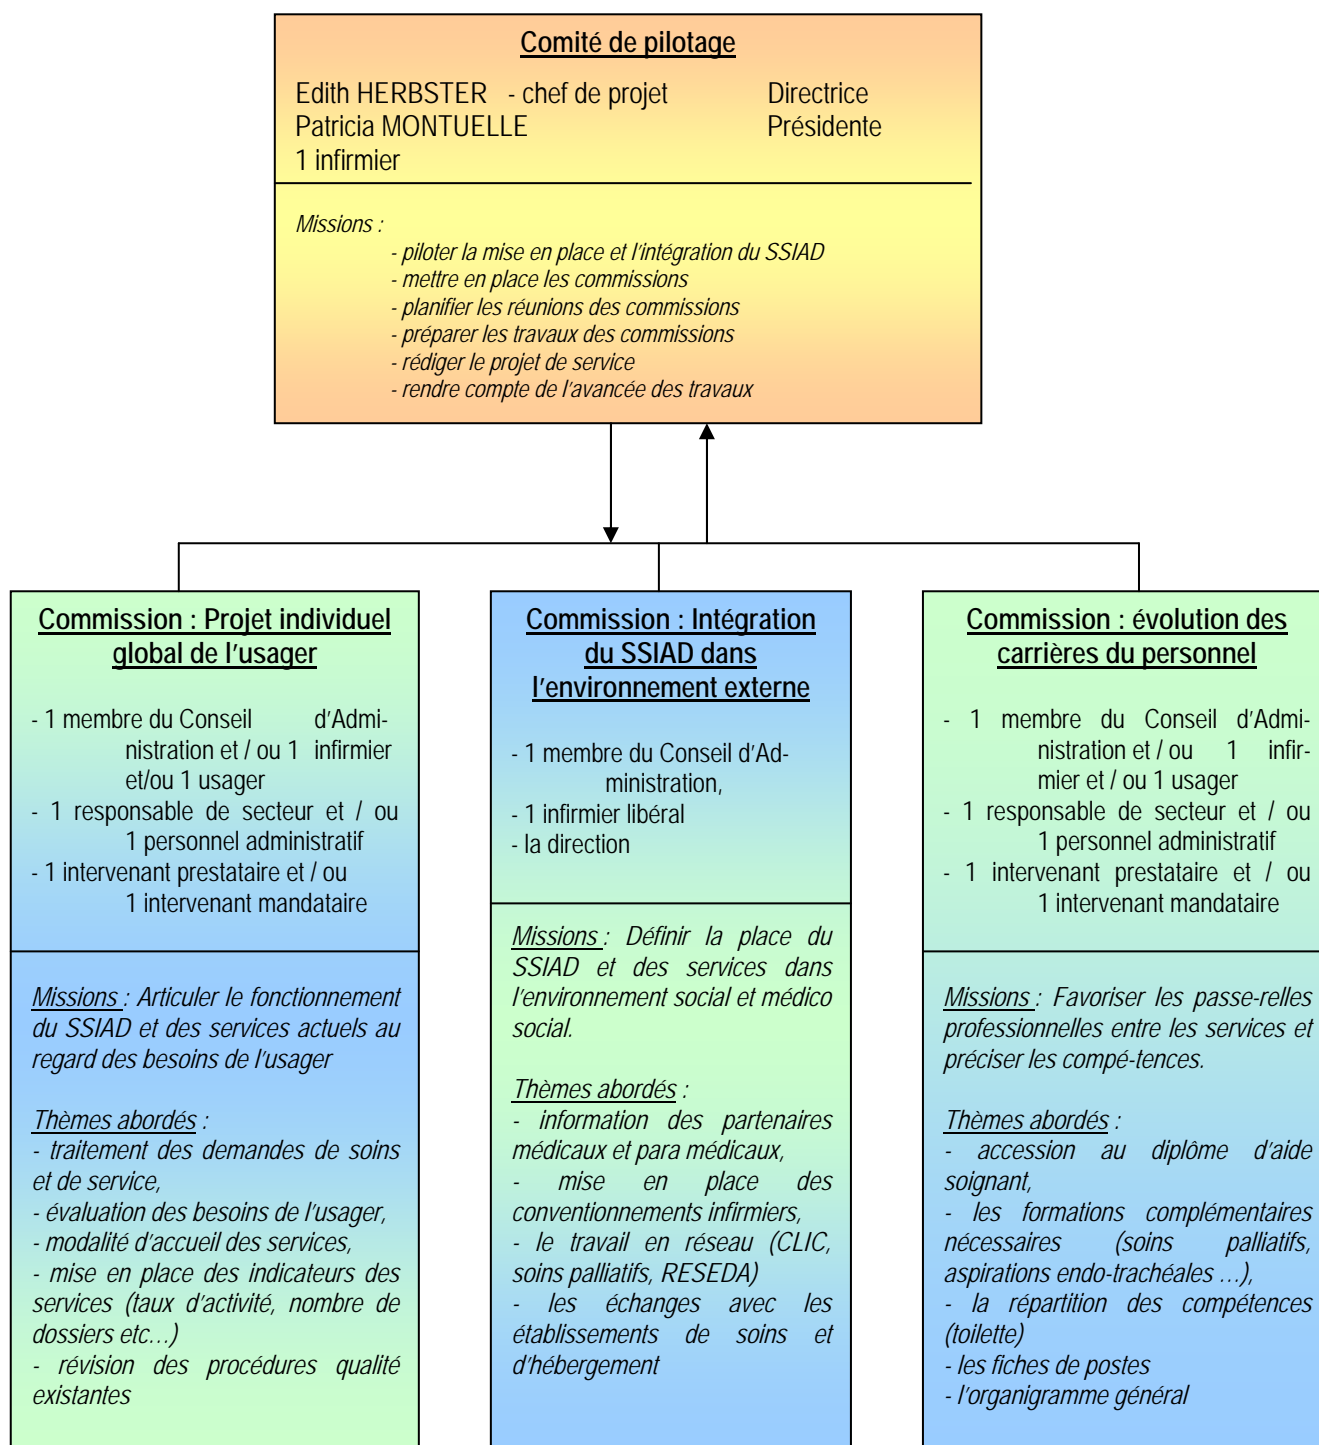 Comité de pilotage
Edith HERBSTER - chef de projet Directrice
Patricia MONTUELLE Présidente
1 infirmier
Missions :
- piloter la mise en place et l'intégration du SSIAD
- mettre en place les commissions
- planifier les réunions des commissions
- préparer les travaux des commissions
- rédiger le projet de service
- rendre compte de l'avancée des travaux
Commission : Projet individuel
global de l'usager
- 1 membre du Conseil d'Admi-
nistration et / ou 1 infirmier
et/ou 1 usager
- 1 responsable de secteur et / ou
1 personnel administratif
- 1 intervenant prestataire et / ou
1 intervenant mandataire
Missions : Articuler le fonctionnement
du SSIAD et des services actuels au
regard des besoins de l'usager
Thèmes abordés :
- traitement des demandes de soins
et de service,
- évaluation des besoins de l'usager,
- modalité d'accueil des services,
- mise en place des indicateurs des
services (taux d'activité, nombre de
dossiers etc…)
- révision des procédures qualité
existantes
Commission : Intégration
du SSIAD dans
l'environnement externe
- 1 membre du Conseil d'Ad-
ministration,
- 1 infirmier libéral
- la direction
Missions : Définir la place du
SSIAD et des services dans
l'environnement social et médico
social.
Thèmes abordés :
- information des partenaires
médicaux et para médicaux,
- mise en place des
conventionnements infirmiers,
- le travail en réseau (CLIC,
soins palliatifs, RESEDA)
- les échanges avec les
établissements de soins et
d'hébergement
Commission : évolution des
carrières du personnel
- 1 membre du Conseil d'Admi-
nistration et / ou 1 infir-
mier et / ou 1 usager
- 1 responsable de secteur et / ou
1 personnel administratif
- 1 intervenant prestataire et / ou
1 intervenant mandataire
Missions : Favoriser les passe-relles
professionnelles entre les services et
préciser les compé-tences.
Thèmes abordés :
- accession au diplôme d'aide
soignant,
- les formations complémentaires
nécessaires (soins palliatifs,
aspirations endo-trachéales …),
- la répartition des compétences
(toilette)
- les fiches de postes
- l'organigramme général